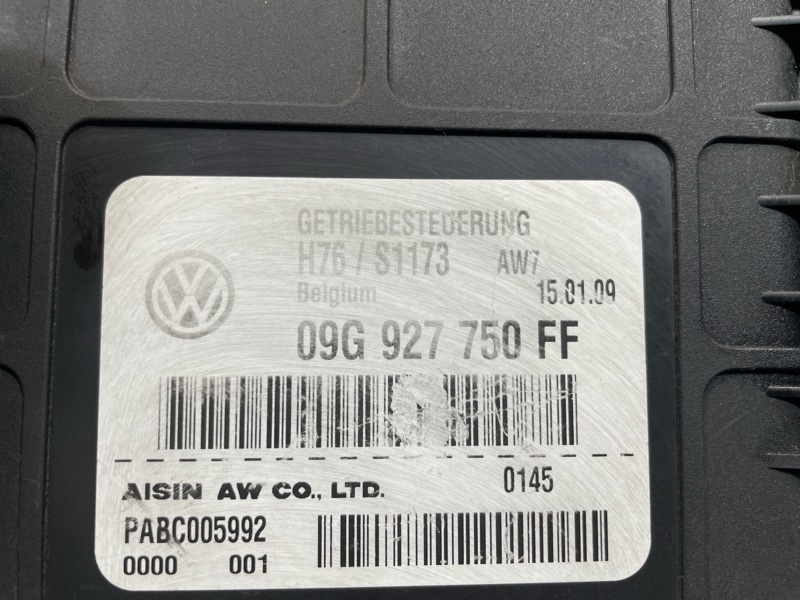 GETRIEBESTEUERUNG
H76 / S1173 AW7
Belgium 15.01.09
09G 927 750 FF
AISIN AW CO., LTD. 0145
PABC005992
0000 001